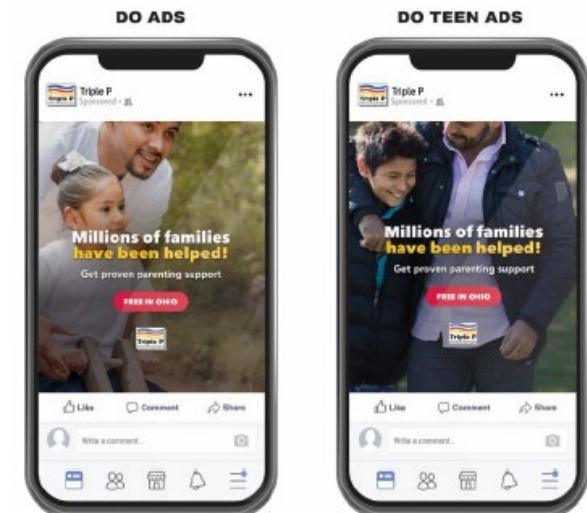 DO ADS
Triple P
Triple P
Sponsored
Millions of families
have been helped!
Get proven parenting support
FREE IN OHIO
Triple P
Like
Comment
Share
Write a comment...
DO TEEN ADS
Triple P
Triple P
Sponsored
Millions of families
have been helped!
Get proven parenting support
FREE IN OHIO
Triple P
Like
Comment
Share
Write a comment...